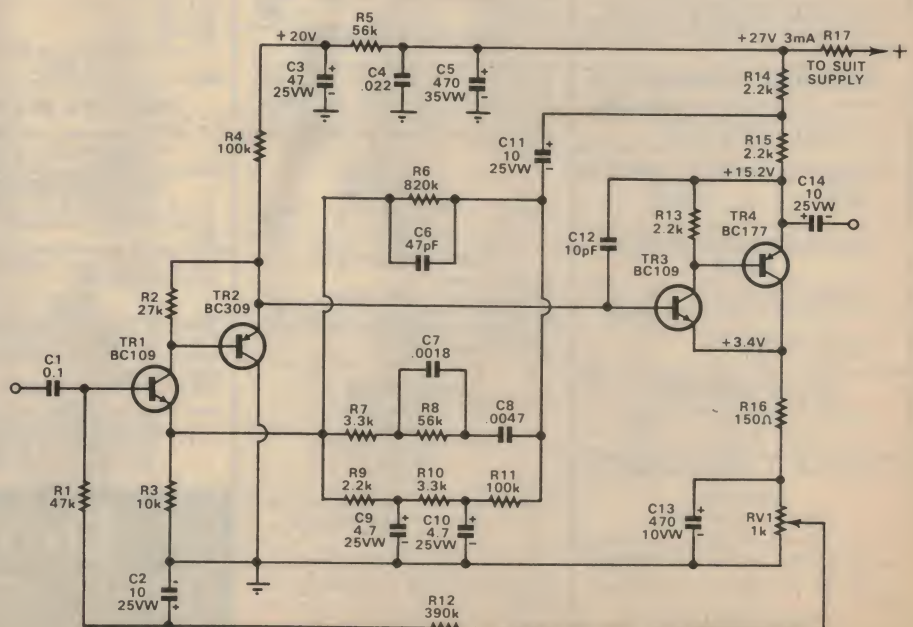 R5
56k
+20V
+27V 3mA
R17
+
TO SUIT
SUPPLY
C3
47
25VW
+
−
C4
.022
C5
470
35VW
+
−
R14
2.2k
R4
100k
C11
10
25VW
+
−
R15
2.2k
+15.2V
R6
820k
C14
10
25VW
+ −
R13
2.2k
TR4
BC177
C6
47pF
C12
10pF
TR3
BC109
R2
27k
TR2
BC309
+3.4V
TR1
BC109
C7
.0018
C1
0.1
R7
3.3k
R8
56k
C8
.0047
R16
150Ω
R9
2.2k
R10
3.3k
R11
100k
R1
47k
R3
10k
C9
4.7
25VW
+
−
C10
4.7
25VW
+
−
C13
470
10VW
+
−
RV1
1k
C2
10
25VW
-
+
R12
390k